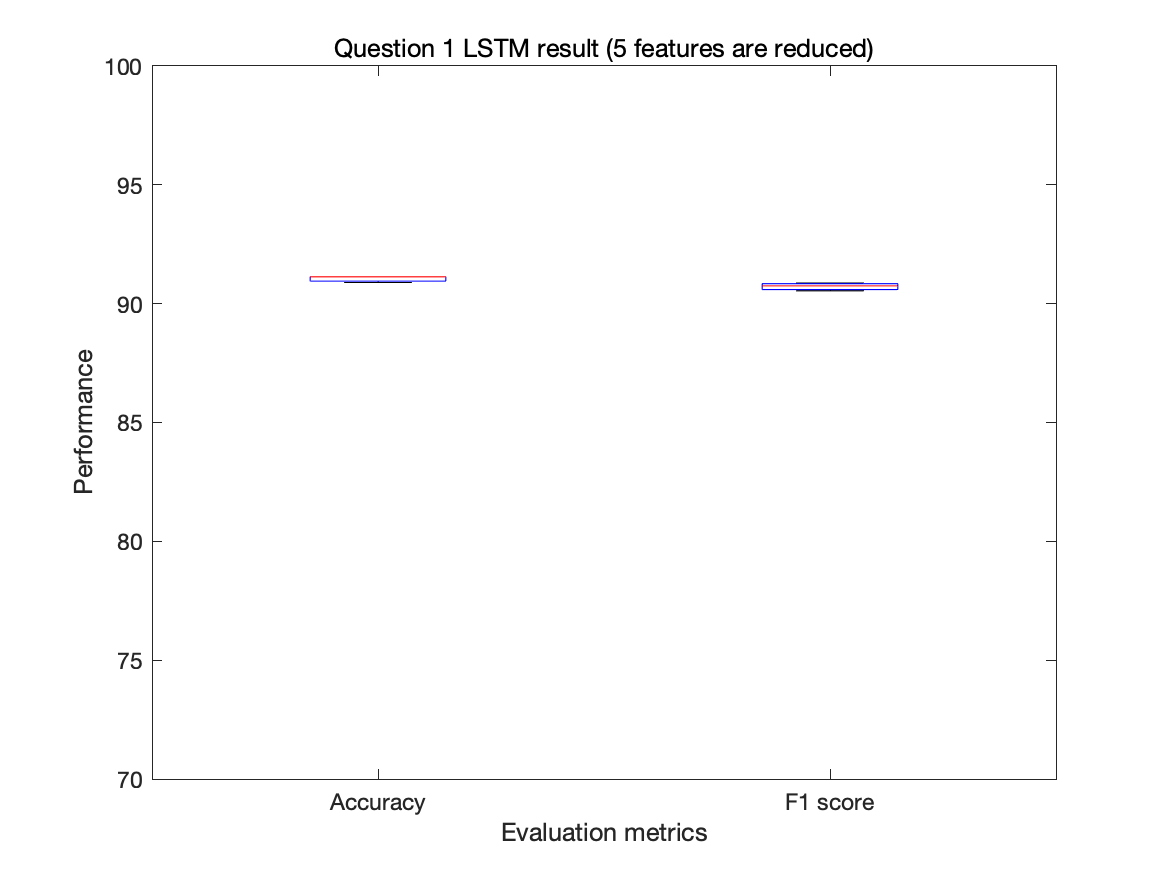 Question 1 LSTM result (5 features are reduced)
100
95
90
85
80
75
70
Performance
Accuracy
F1 score
Evaluation metrics